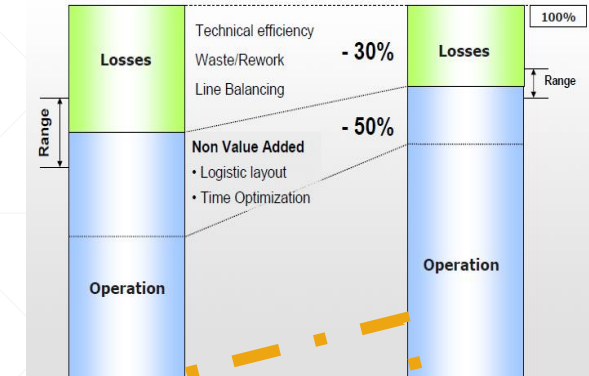 100%
Losses
Technical efficiency
Waste/Rework
Line Balancing
- 30%
Losses
Range
Range
- 50%
Non Value Added
• Logistic layout
• Time Optimization
Operation
Operation